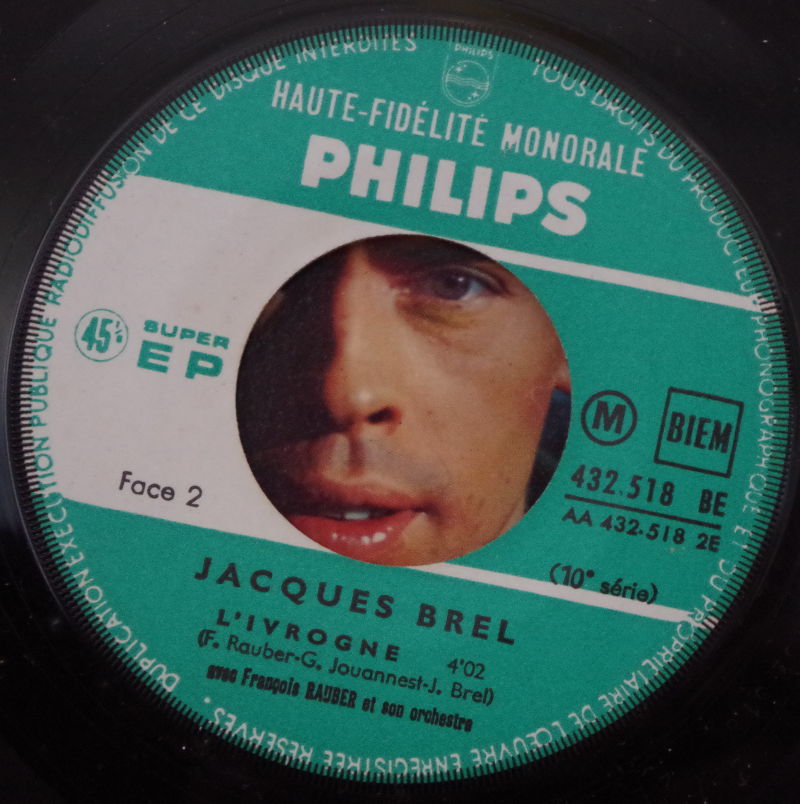 TOUS DROITS DU PRODUCTEUR PHONOGRAPHIQUE ET DU PROPRIETAIRE DE L'ŒUVRE ENREGISTRÉE RÉSERVÉS. DUPLICATION EXÉCUTION PUBLIQUE RADIODIFFUSION DE CE DISQUE INTERDITES
PHILIPS
HAUTE-FIDÉLITÉ MONORALE
PHILIPS
45 SUPER
EP
M BIEM
432.518 BE
AA 432.518 2E
Face 2
(10e série)
JACQUES BREL
L'IVROGNE 4'02
(F. Rauber-G. Jouannest-J. Brel)
avec François RAUBER et son orchestre